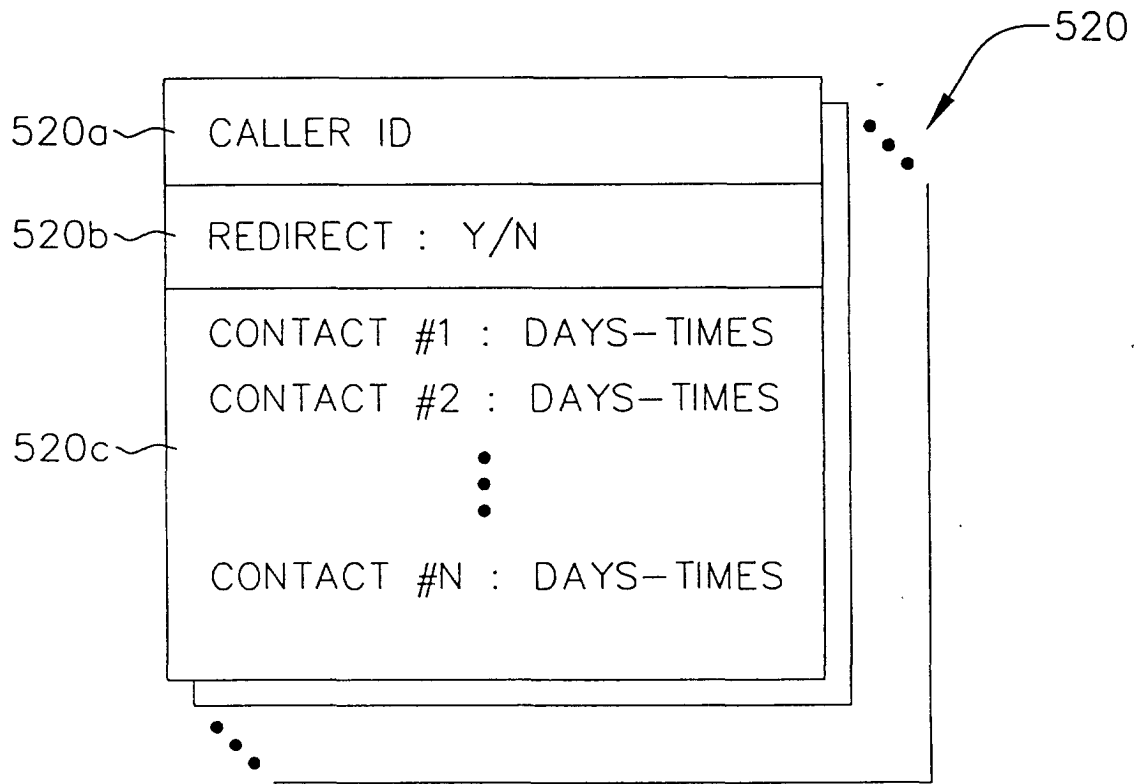 520
520a CALLER ID
520b REDIRECT : Y/N
CONTACT #1 : DAYS-TIMES
CONTACT #2 : DAYS-TIMES
520c
CONTACT #N : DAYS-TIMES